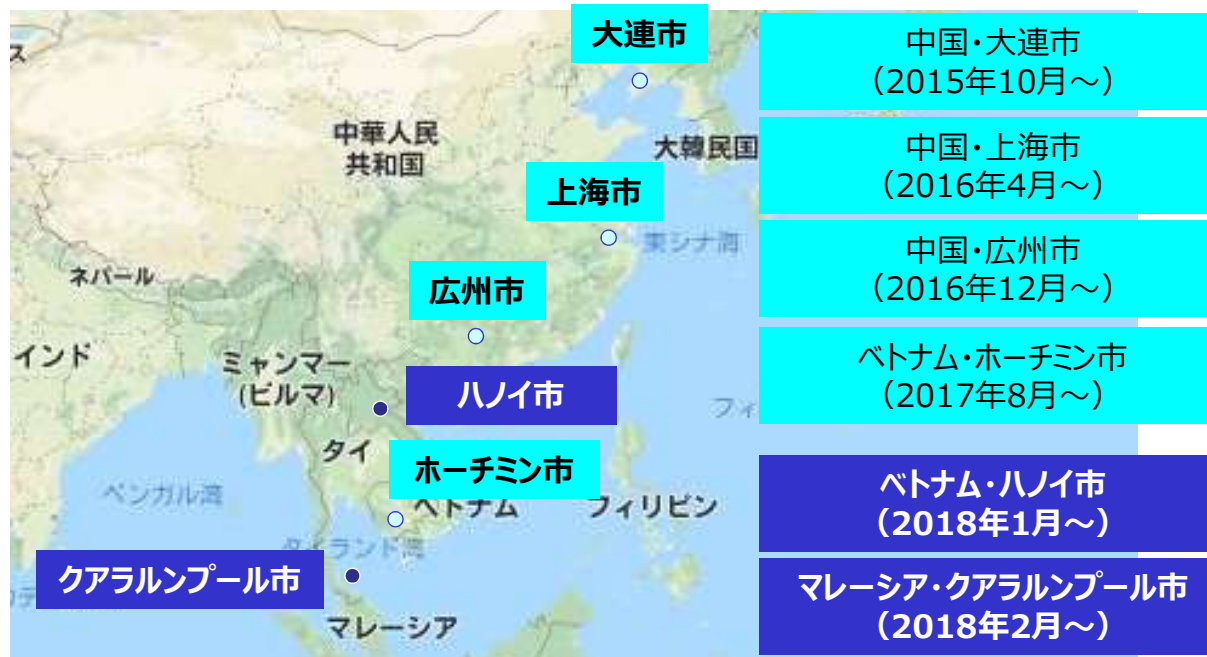 大連市
中華人民
共和国
大韓民国
上海市
東シナ海
ネパール
広州市
インド
ミャンマー
(ビルマ)
ハノイ市
フィ
タイ
ホーチミン市
ベンガル湾
ベトナム
フィリピン
タイランド湾
クアラルンプール市
マレーシア
中国・大連市
（2015年10月～）
中国・上海市
（2016年4月～）
中国・広州市
（2016年12月～）
ベトナム・ホーチミン市
（2017年8月～）
ベトナム・ハノイ市
（2018年1月～）
マレーシア・クアラルンプール市
（2018年2月～）